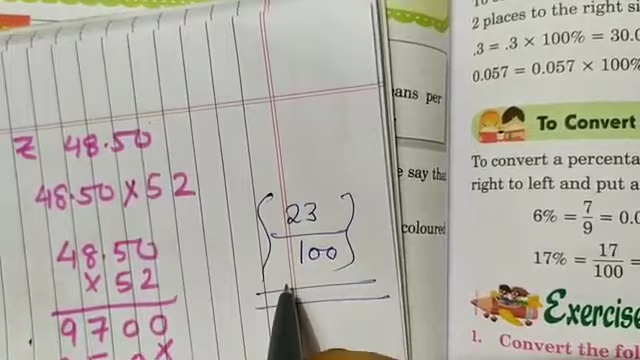 z 48.50
48.50 x 52
48.50
x 52
9700
23
100
ans per
e say tha
coloured
2 places to the right si
.3 = .3 × 100% = 30.0
0.057 = 0.057 × 100%
To Convert
To convert a percenta
right to left and put a
6% = 7/9 = 0.0
17% = 17/100 =
Exercise
1. Convert the fol